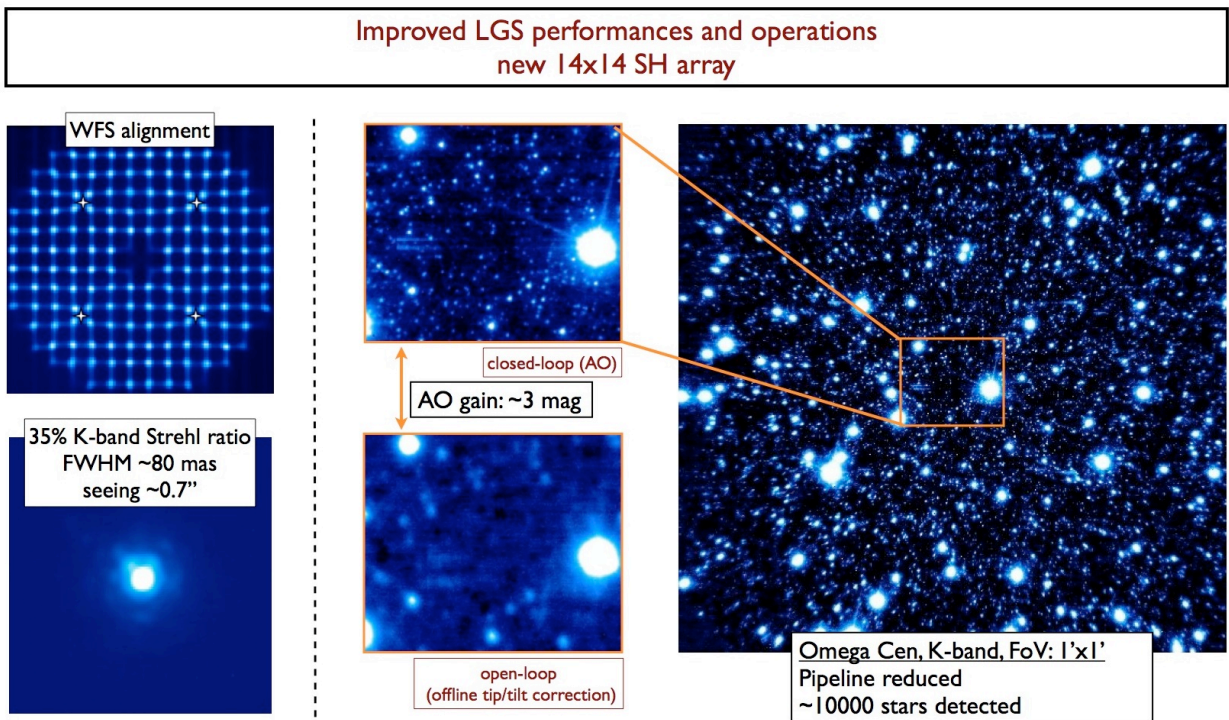 Improved LGS performances and operations
new 14x14 SH array
WFS alignment
35% K-band Strehl ratio
FWHM ~80 mas
seeing ~0.7"
closed-loop (AO)
AO gain: ~3 mag
open-loop
(offline tip/tilt correction)
Omega Cen, K-band, FoV: 1'x1'
Pipeline reduced
~10000 stars detected